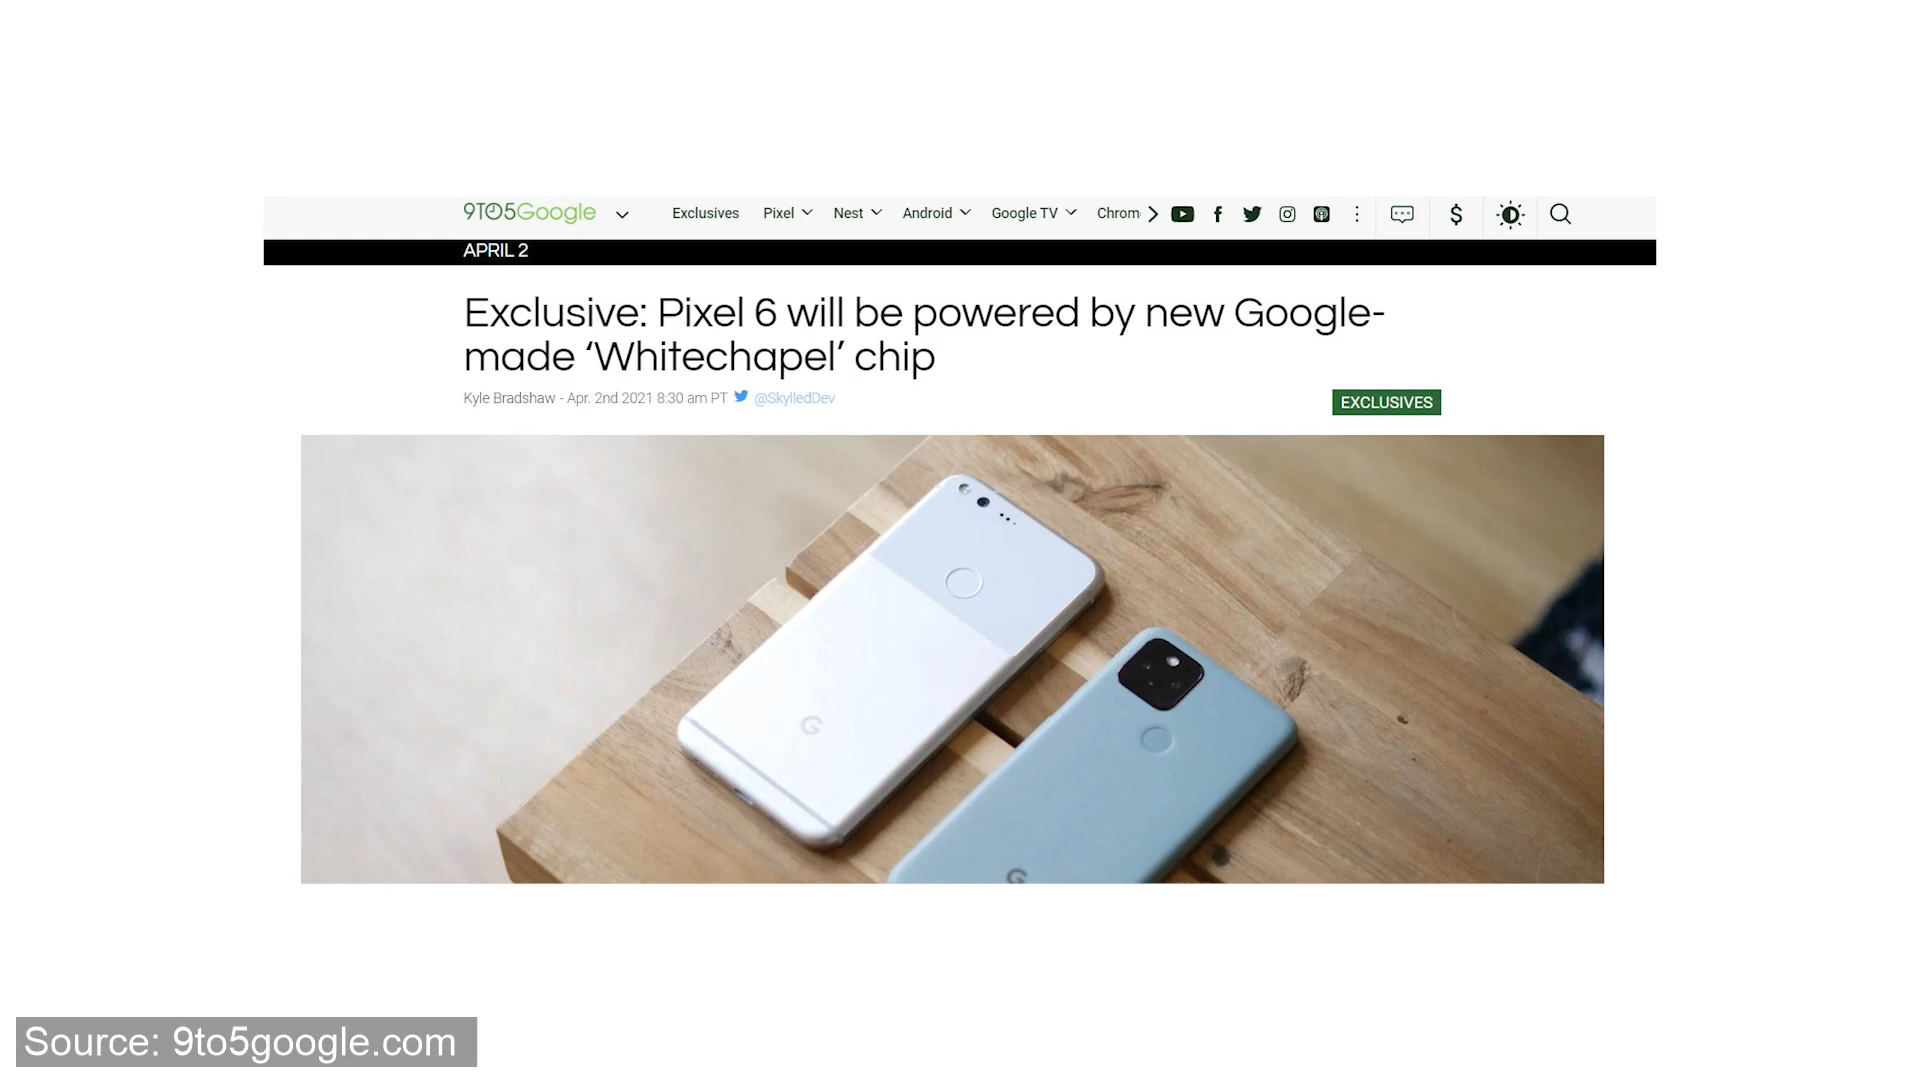 9TO5Google
Exclusives Pixel Nest Android Google TV Chrom
APRIL 2
Exclusive: Pixel 6 will be powered by new Google-
made ‘Whitechapel’ chip
Kyle Bradshaw - Apr. 2nd 2021 8:30 am PT @SkylledDev
EXCLUSIVES
G
G
Source: 9to5google.com